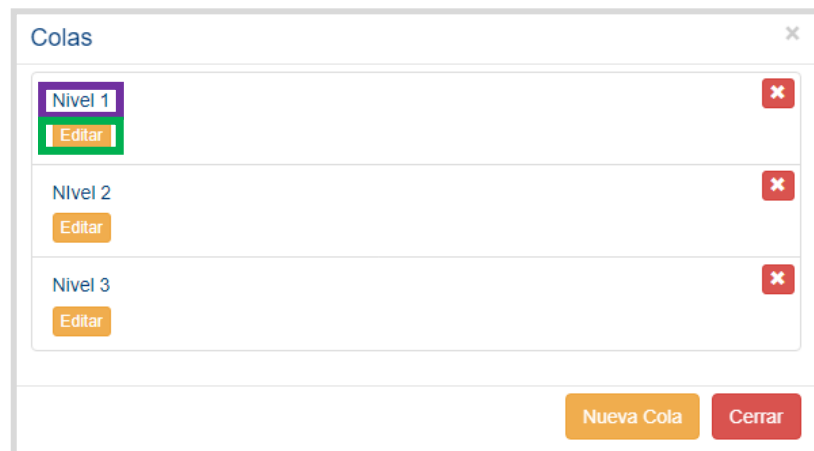 Colas ×
Nivel 1
Editar
NIvel 2
Editar
Nivel 3
Editar
Nueva Cola Cerrar